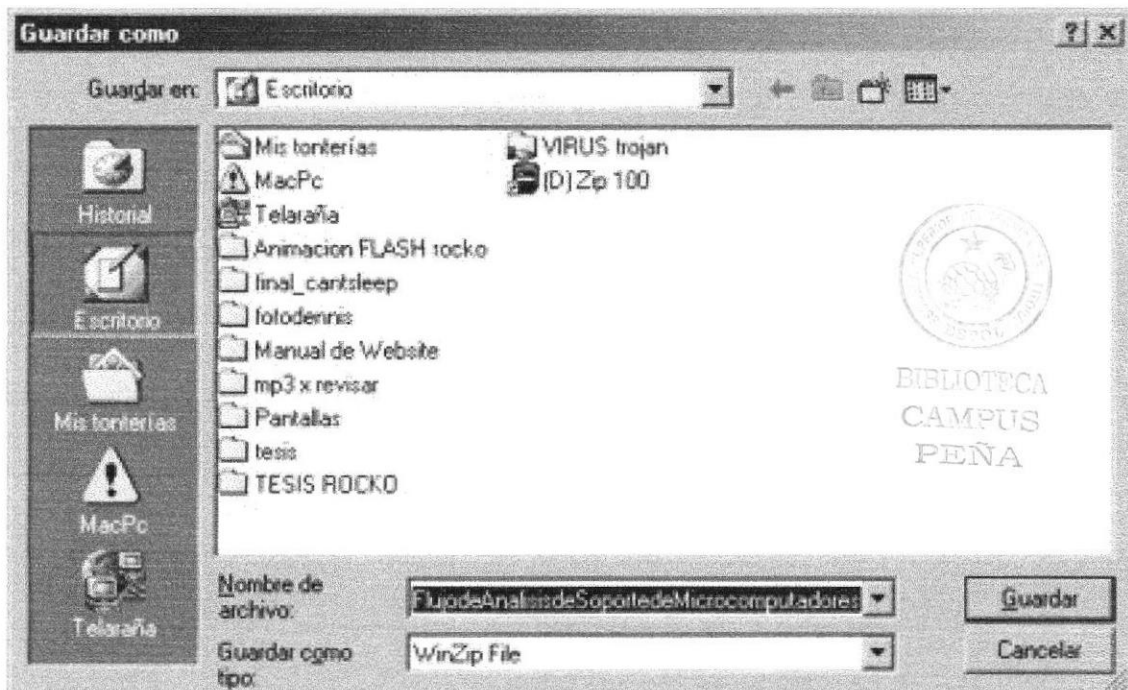 Guardar como
Guardar en: Escritorio
Historial
Escritorio
Mis tonterías
MacPc
Telaraña
Mis tonterías
MacPc
Telaraña
Animacion FLASH rocko
final_cantsleep
fotodennis
Manual de Website
mp3 x revisar
Pantallas
tesis
TESIS ROCKO
VIRUS trojan
(D) Zip 100
BIBLIOTECA
CAMPUS
PEÑA
Nombre de
archivo:
FlujodeAnalisisdeSoportedeMicrocomputadores
Guardar
Guardar como
tipo:
WinZip File
Cancelar